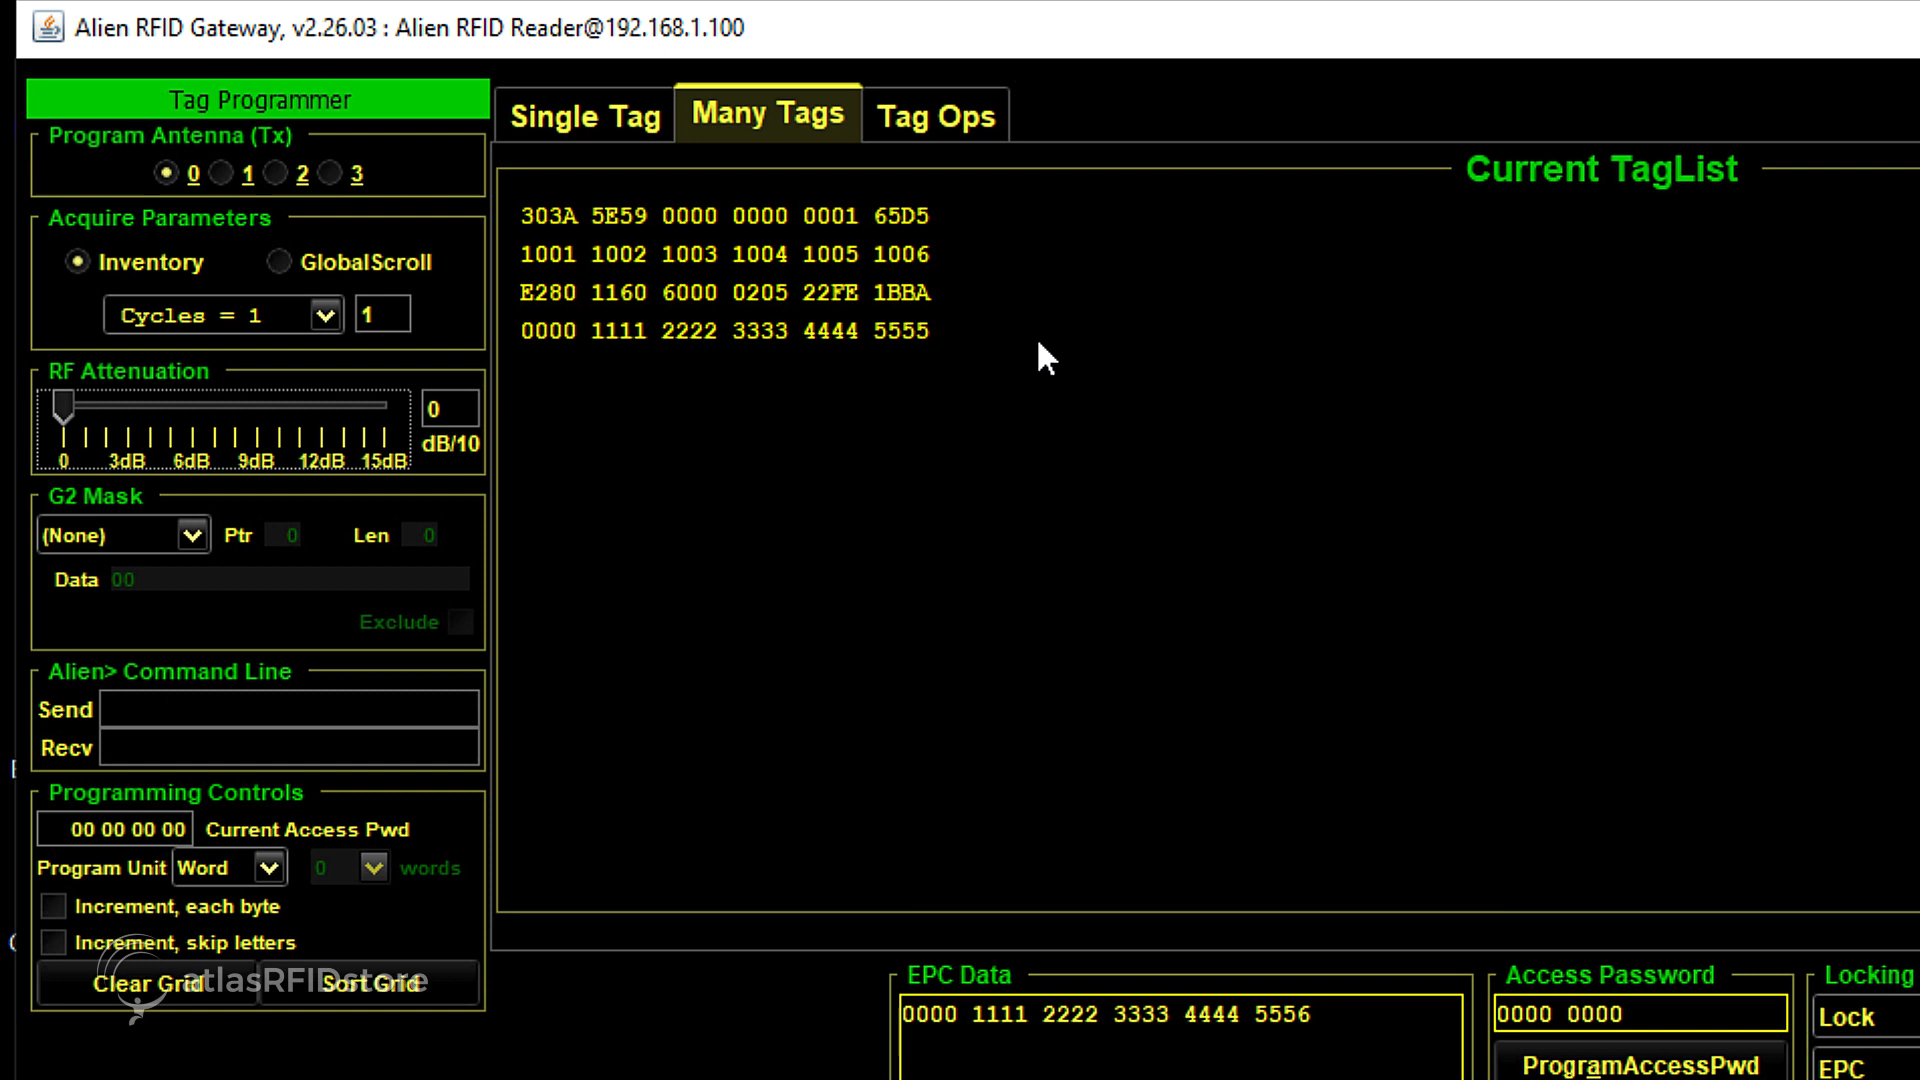 Alien RFID Gateway, v2.26.03 : Alien RFID Reader@192.168.1.100
Tag Programmer
Program Antenna (Tx)
0 1 2 3
Acquire Parameters
Inventory GlobalScroll
Cycles = 1 1
RF Attenuation
0
dB/10
0 3dB 6dB 9dB 12dB 15dB
G2 Mask
(None) Ptr 0 Len 0
Data 00
Exclude
Alien> Command Line
Send
Recv
Programming Controls
00 00 00 00 Current Access Pwd
Program Unit Word 0 words
Increment, each byte
Increment, skip letters
Clear Grid Sort Grid
atlasRFIDstore
Single Tag Many Tags Tag Ops
Current TagList
303A 5E59 0000 0000 0001 65D5
1001 1002 1003 1004 1005 1006
E280 1160 6000 0205 22FE 1BBA
0000 1111 2222 3333 4444 5555
EPC Data
0000 1111 2222 3333 4444 5556
Access Password
0000 0000
ProgramAccessPwd
Locking
Lock
EPC